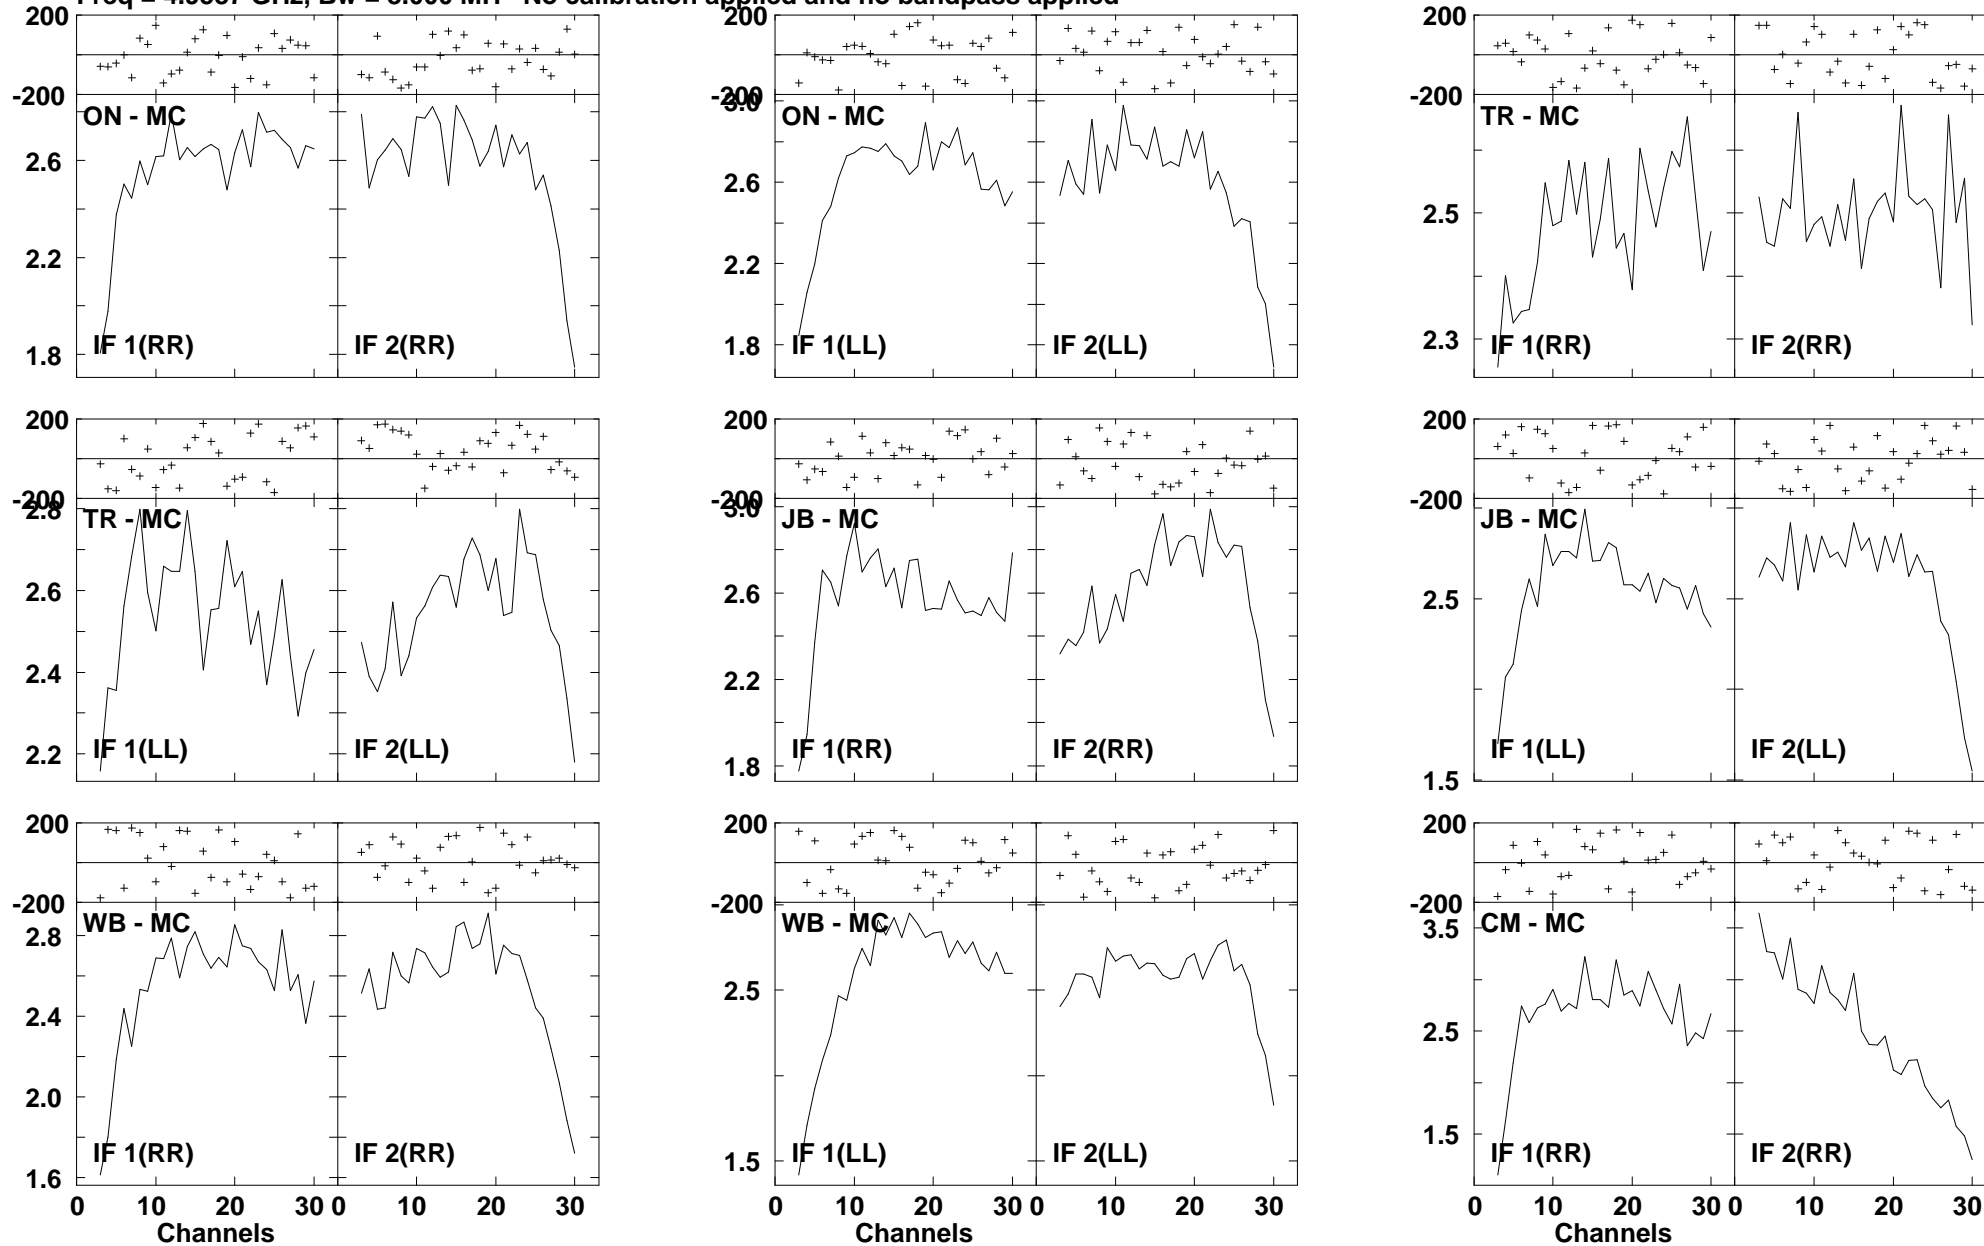 No calibration applied and no bandpass applied
200 200 200
-200 -200 -200
ON - MC ON - MC TR - MC
3.0
2.6 2.6 2.5
2.2 2.2
1.8 1.8 2.3
IF 1(RR) IF 2(RR) IF 1(LL) IF 2(LL) IF 1(RR) IF 2(RR)
200 200 200
-200 -200 -200
2.8 3.0
TR - MC JB - MC JB - MC
2.6 2.6 2.5
2.4 2.2
2.2 1.8 1.5
IF 1(LL) IF 2(LL) IF 1(RR) IF 2(RR) IF 1(LL) IF 2(LL)
200 200 200
-200 -200 -200
WB - MC WB - MC CM - MC
2.8 3.5
2.4 2.5 2.5
2.0
1.6 1.5 1.5
IF 1(RR) IF 2(RR) IF 1(LL) IF 2(LL) IF 1(RR) IF 2(RR)
0 10 20 30 0 10 20 30 0 10 20 30 0 10 20 30 0 10 20 30 0 10 20 30
Channels Channels Channels